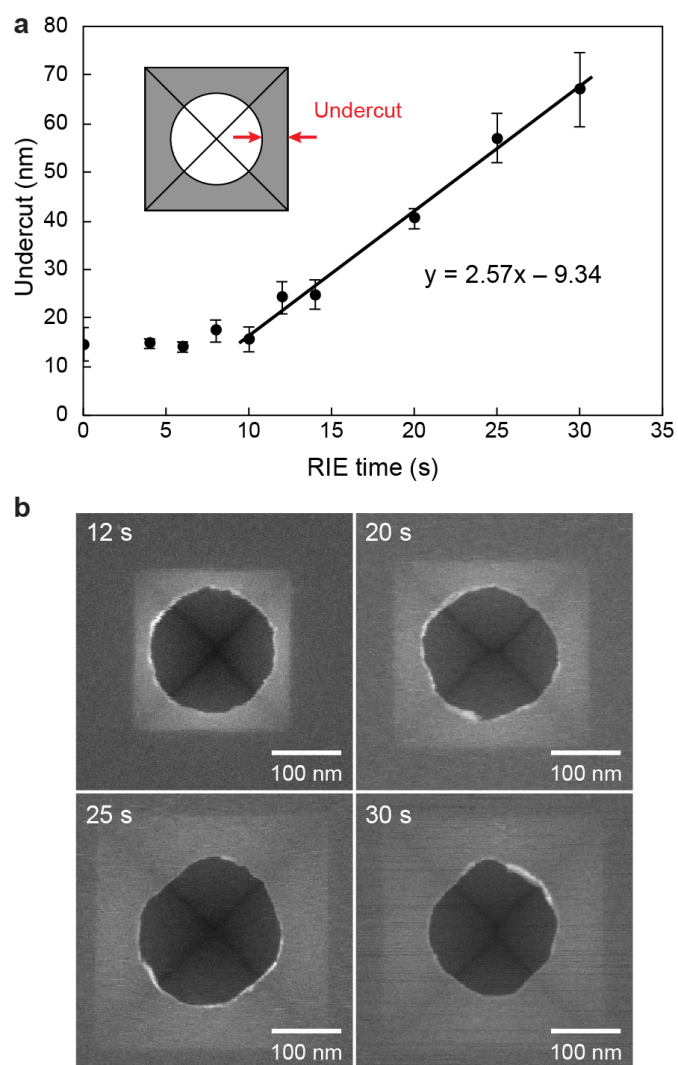 a
80
70
60
50
40
30
20
10
0
Undercut (nm)
Undercut
y = 2.57x – 9.34
0 5 10 15 20 25 30 35
RIE time (s)
b
12 s
100 nm
20 s
100 nm
25 s
100 nm
30 s
100 nm